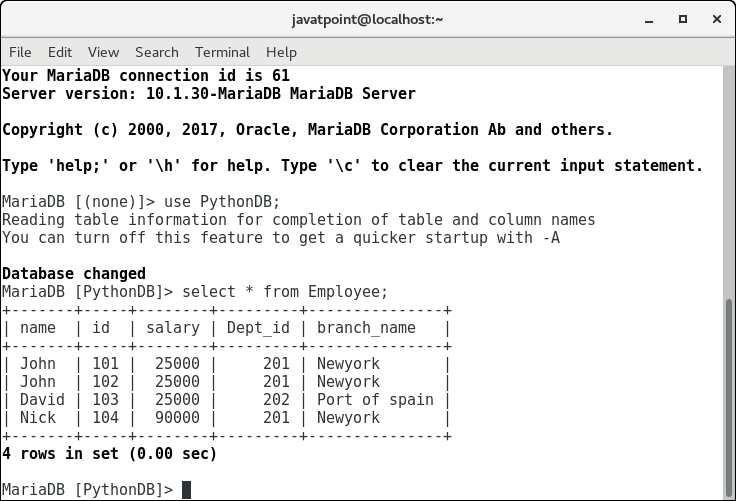 javatpoint@localhost:~
File Edit View Search Terminal Help
Your MariaDB connection id is 61
Server version: 10.1.30-MariaDB MariaDB Server
Copyright (c) 2000, 2017, Oracle, MariaDB Corporation Ab and others.
Type 'help;' or '\h' for help. Type '\c' to clear the current input statement.
MariaDB [(none)]> use PythonDB;
Reading table information for completion of table and column names
You can turn off this feature to get a quicker startup with -A
Database changed
MariaDB [PythonDB]> select * from Employee;
+-------+-----+--------+---------+---------------+
| name  | id  | salary | Dept_id | branch_name   |
+-------+-----+--------+---------+---------------+
| John  | 101 |  25000 |     201 | Newyork       |
| John  | 102 |  25000 |     201 | Newyork       |
| David | 103 |  25000 |     202 | Port of spain |
| Nick  | 104 |  90000 |     201 | Newyork       |
+-------+-----+--------+---------+---------------+
4 rows in set (0.00 sec)
MariaDB [PythonDB]>